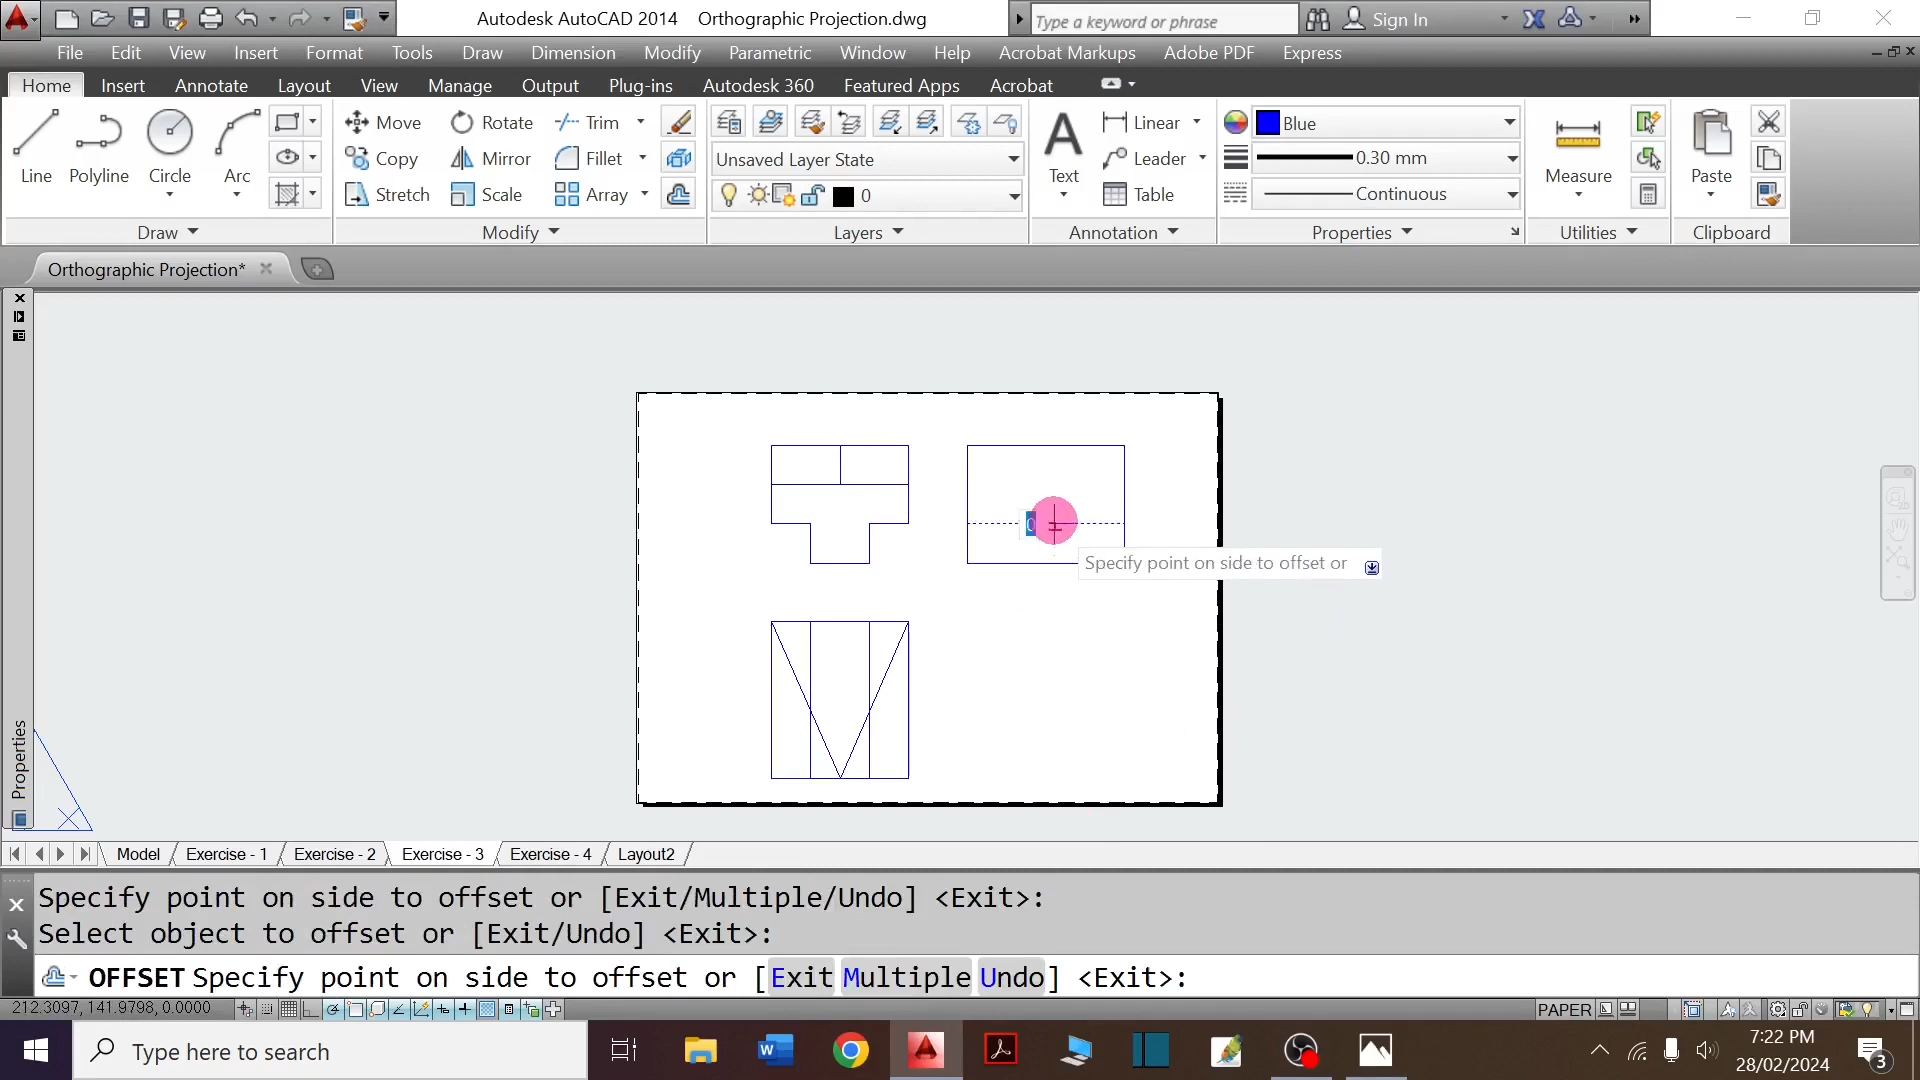 Autodesk AutoCAD 2014 Orthographic Projection.dwg
Type a keyword or phrase
Sign In
File Edit View Insert Format Tools Draw Dimension Modify Parametric Window Help Acrobat Markups Adobe PDF Express
Home Insert Annotate Layout View Manage Output Plug-ins Autodesk 360 Featured Apps Acrobat
Line Polyline Circle Arc
Move Rotate Trim
Copy Mirror Fillet
Stretch Scale Array
Unsaved Layer State
0
Text
Linear
Leader
Table
Blue
0.30 mm
Continuous
Measure
Paste
Draw Modify Layers Annotation Properties Utilities Clipboard
Orthographic Projection*
0
Specify point on side to offset or
Properties
Model Exercise - 1 Exercise - 2 Exercise - 3 Exercise - 4 Layout2
Specify point on side to offset or [Exit/Multiple/Undo] <Exit>:
Select object to offset or [Exit/Undo] <Exit>:
OFFSET Specify point on side to offset or [Exit Multiple Undo] <Exit>:
212.3097, 141.9798, 0.0000
PAPER
Type here to search
7:22 PM
28/02/2024
3